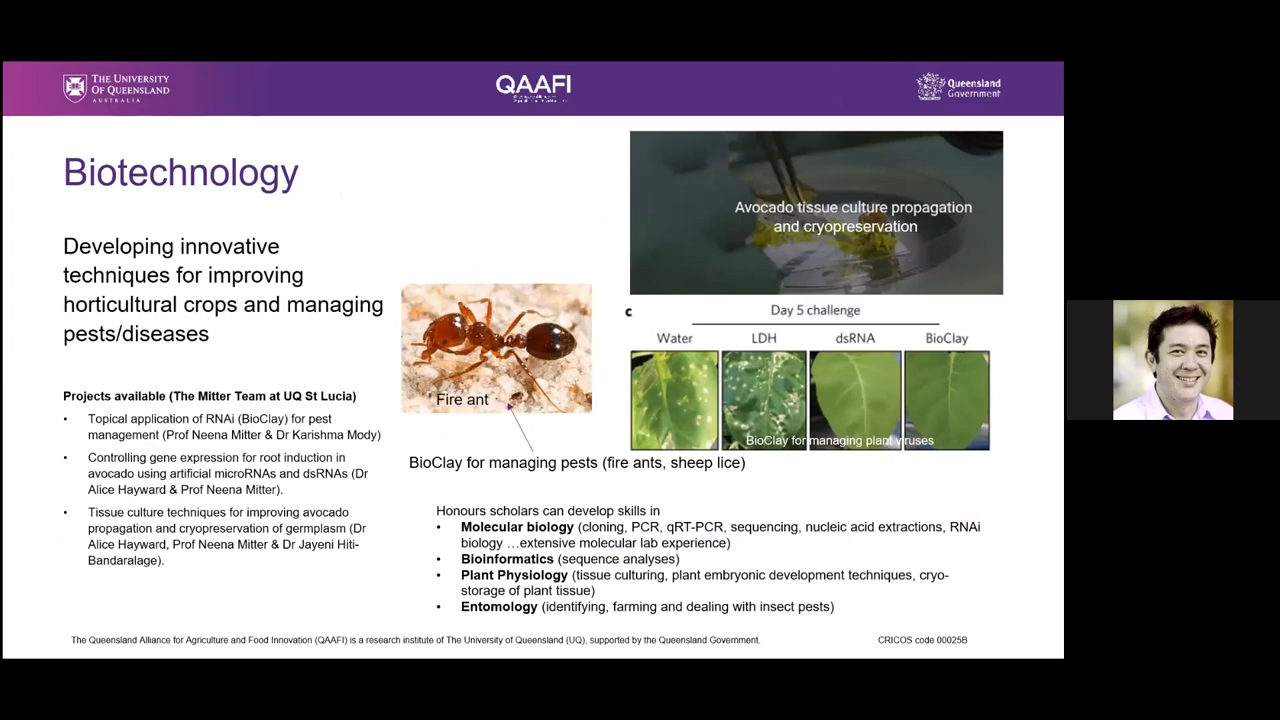 THE UNIVERSITY
OF QUEENSLAND
AUSTRALIA
QAAFI
Queensland
Government
Biotechnology
Developing innovative
techniques for improving
horticultural crops and managing
pests/diseases
Projects available (The Mitter Team at UQ St Lucia)
• Topical application of RNAi (BioClay) for pest
management (Prof Neena Mitter & Dr Karishma Mody)
• Controlling gene expression for root induction in
avocado using artificial microRNAs and dsRNAs (Dr
Alice Hayward & Prof Neena Mitter).
• Tissue culture techniques for improving avocado
propagation and cryopreservation of germplasm (Dr
Alice Hayward, Prof Neena Mitter & Dr Jayeni Hiti-
Bandaralage).
Fire ant
BioClay for managing pests (fire ants, sheep lice)
Avocado tissue culture propagation
and cryopreservation
c
Day 5 challenge
Water LDH dsRNA BioClay
BioClay for managing plant viruses
Honours scholars can develop skills in
• Molecular biology (cloning, PCR, qRT-PCR, sequencing, nucleic acid extractions, RNAi
biology …extensive molecular lab experience)
• Bioinformatics (sequence analyses)
• Plant Physiology (tissue culturing, plant embryonic development techniques, cryo-
storage of plant tissue)
• Entomology (identifying, farming and dealing with insect pests)
The Queensland Alliance for Agriculture and Food Innovation (QAAFI) is a research institute of The University of Queensland (UQ), supported by the Queensland Government.
CRICOS code 00025B